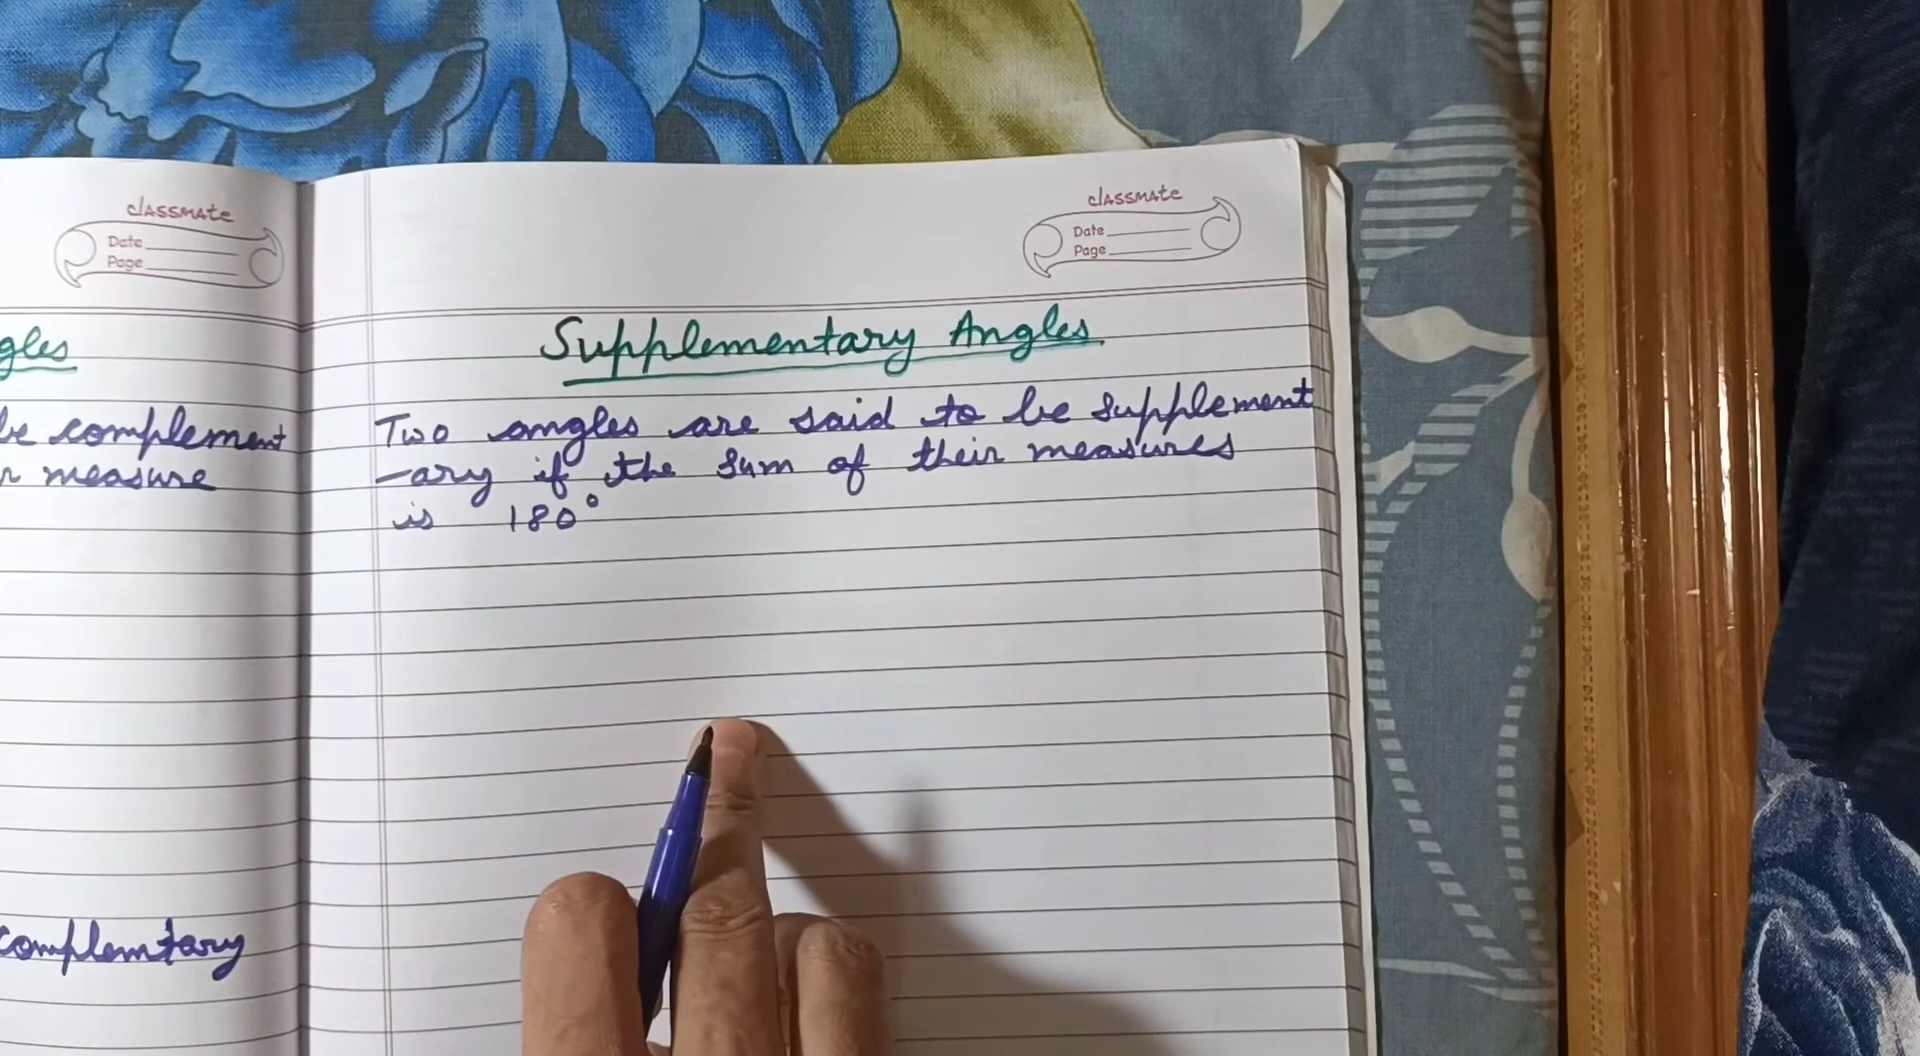 classmate
Date
Page
gles
be complement
r measure
complemtary
classmate
Date
Page
Supplementary Angles
Two angles are said to be supplement
-ary if the sum of their measures
is 180°